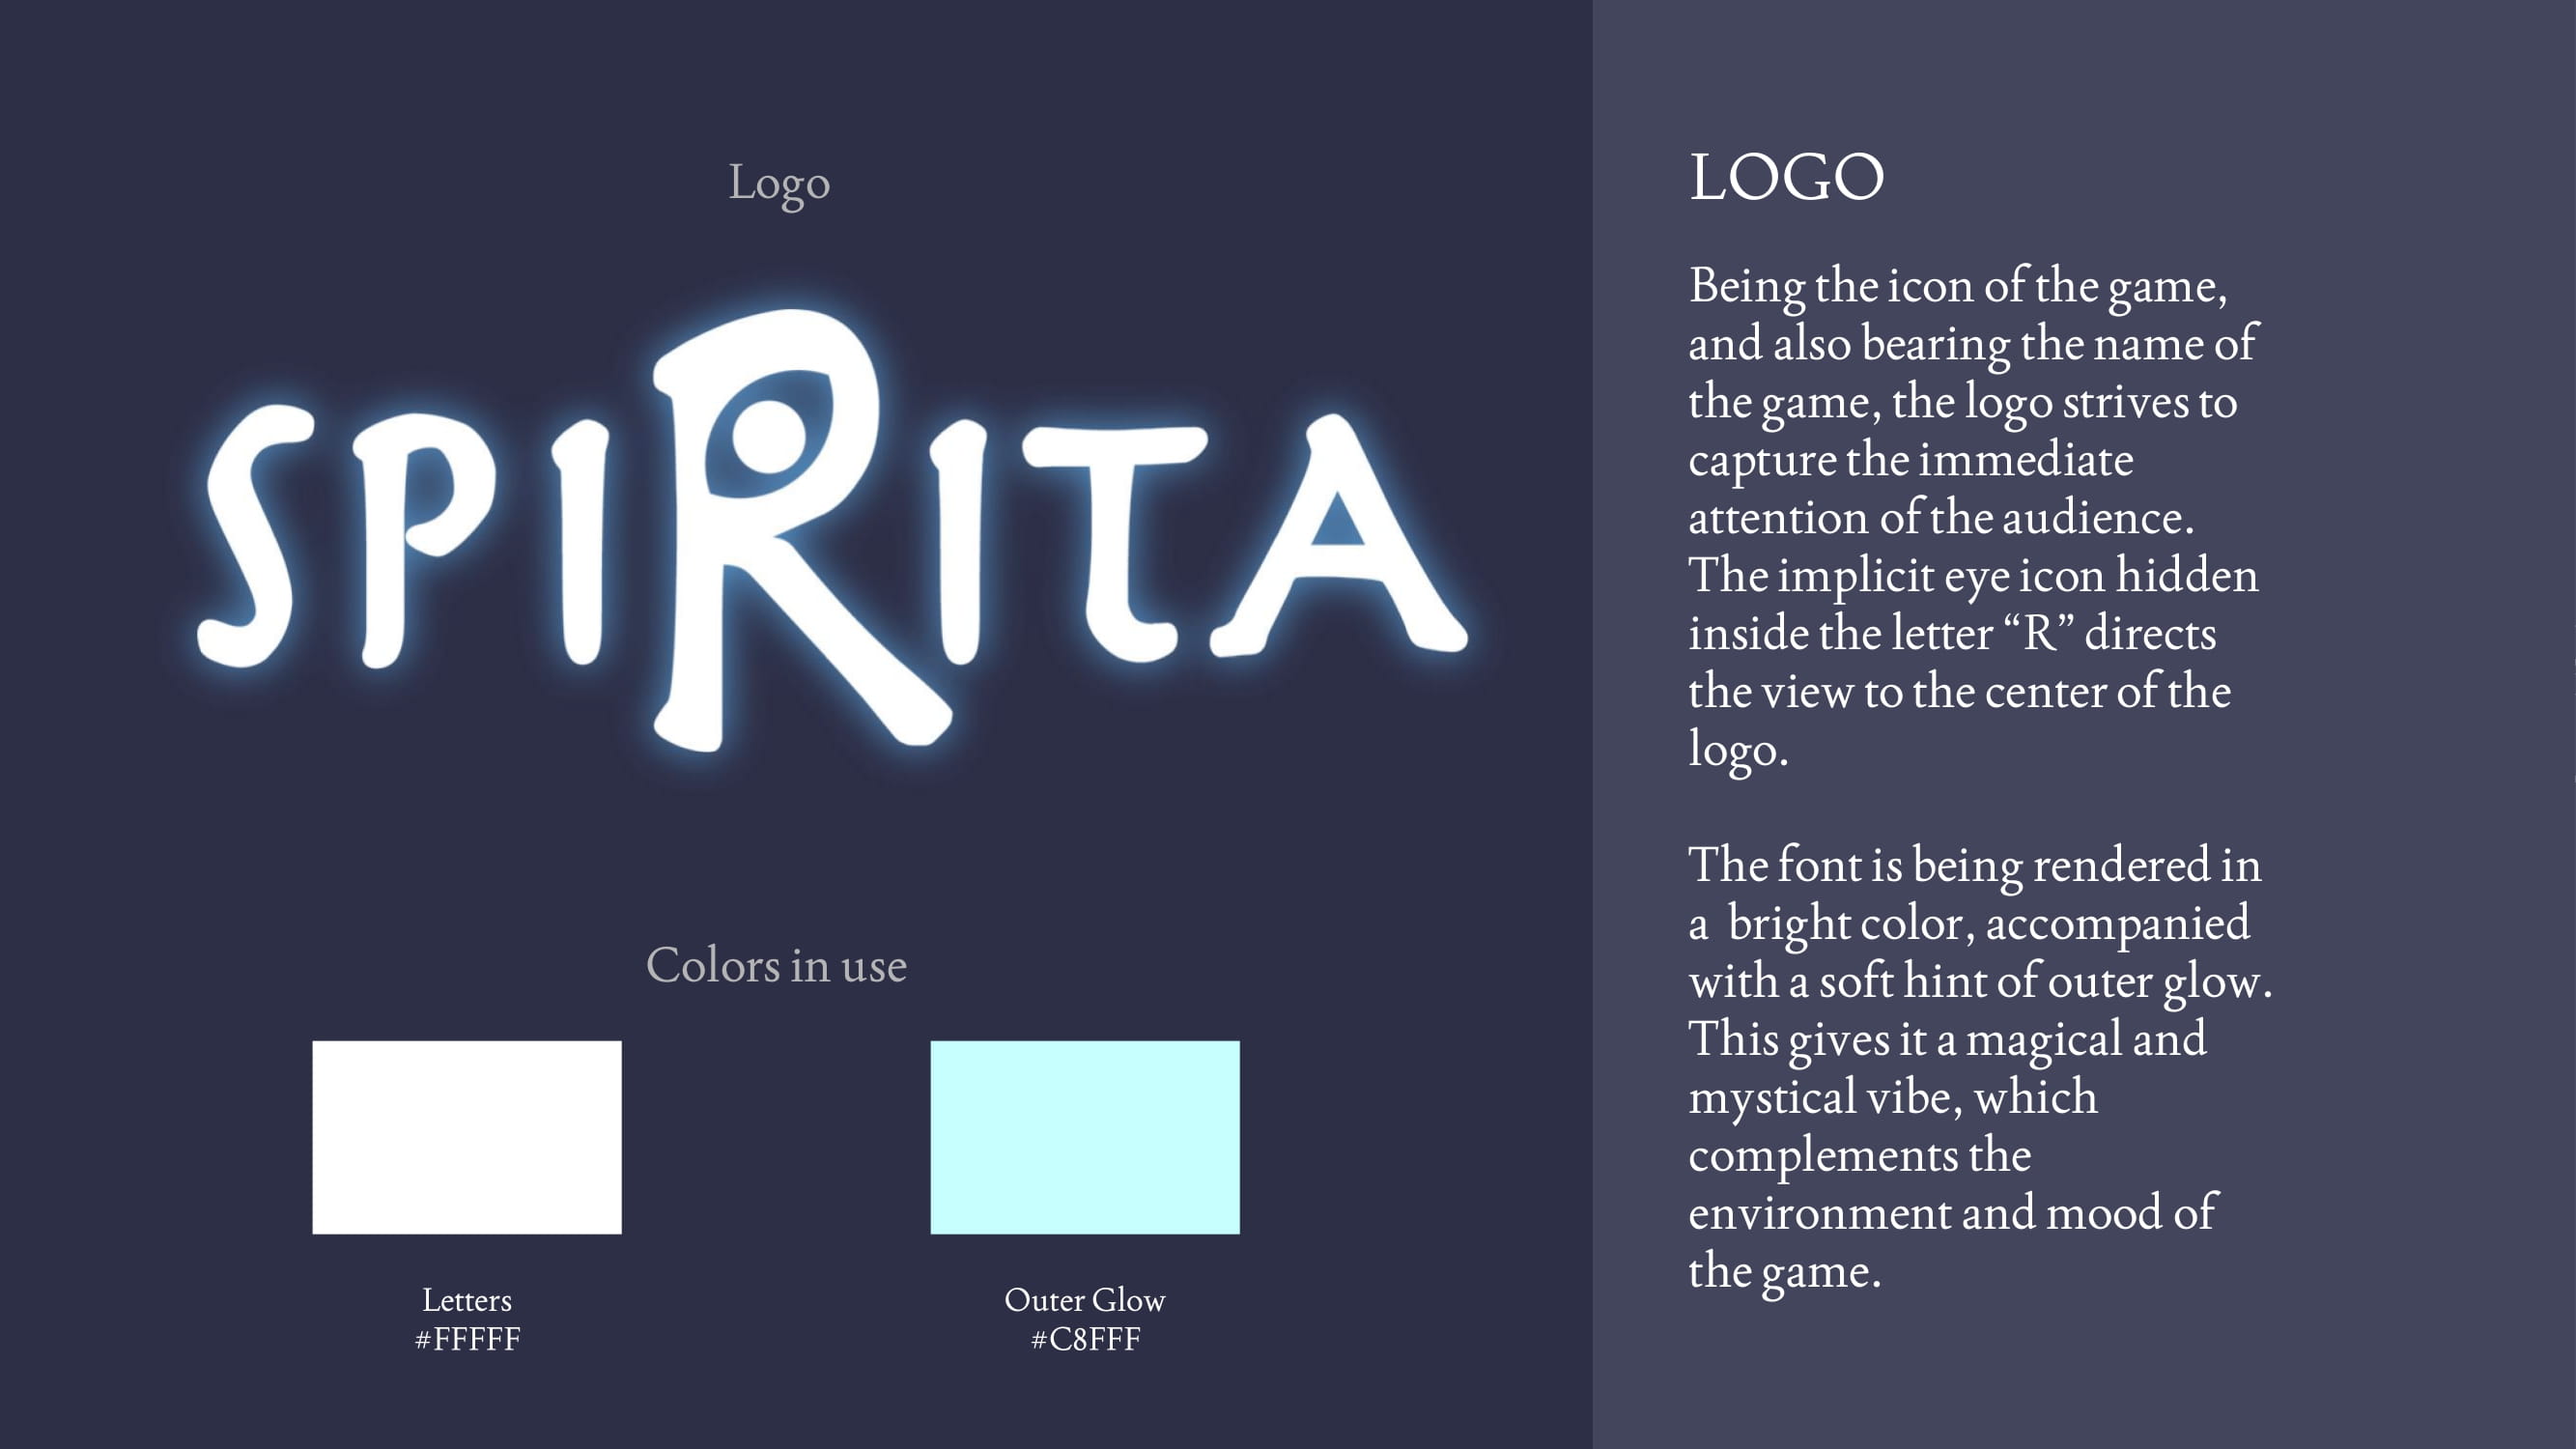 Logo
SPIRITA
Colors in use
Letters
#FFFFF
Outer Glow
#C8FFF
LOGO
Being the icon of the game,
and also bearing the name of
the game, the logo strives to
capture the immediate
attention of the audience.
The implicit eye icon hidden
inside the letter “R” directs
the view to the center of the
logo.
The font is being rendered in
a  bright color, accompanied
with a soft hint of outer glow.
This gives it a magical and
mystical vibe, which
complements the
environment and mood of
the game.